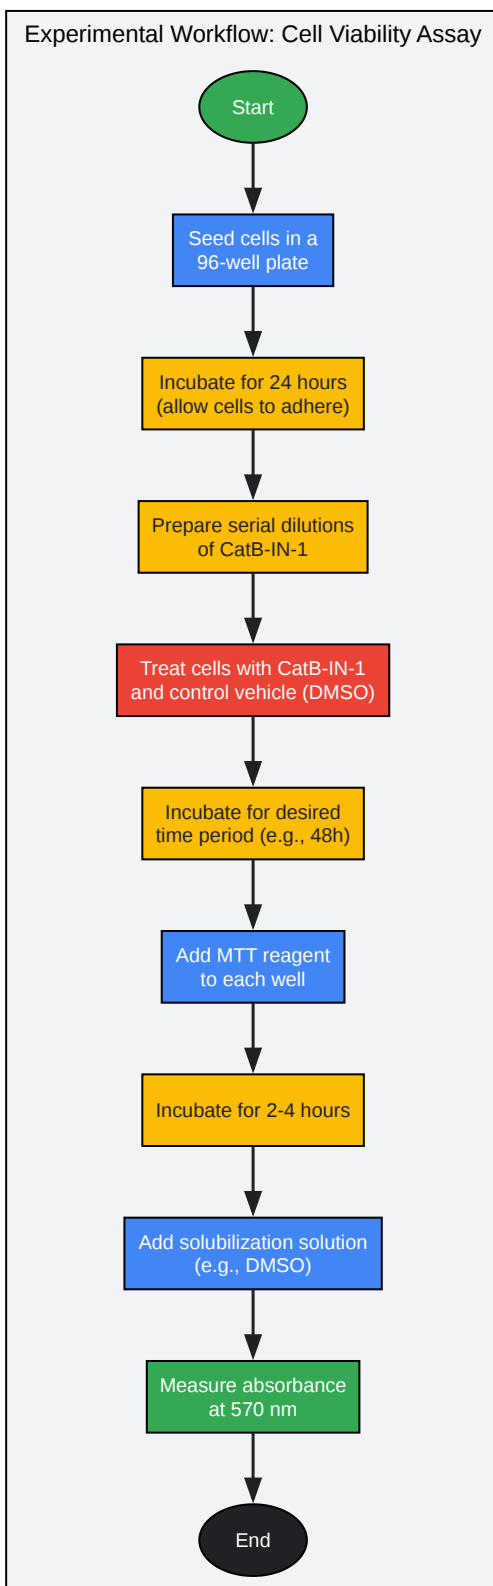 Experimental Workflow: Cell Viability Assay
Start
Seed cells in a
96-well plate
Incubate for 24 hours
(allow cells to adhere)
Prepare serial dilutions
of CatB-IN-1
Treat cells with CatB-IN-1
and control vehicle (DMSO)
Incubate for desired
time period (e.g., 48h)
Add MTT reagent
to each well
Incubate for 2-4 hours
Add solubilization solution
(e.g., DMSO)
Measure absorbance
at 570 nm
End